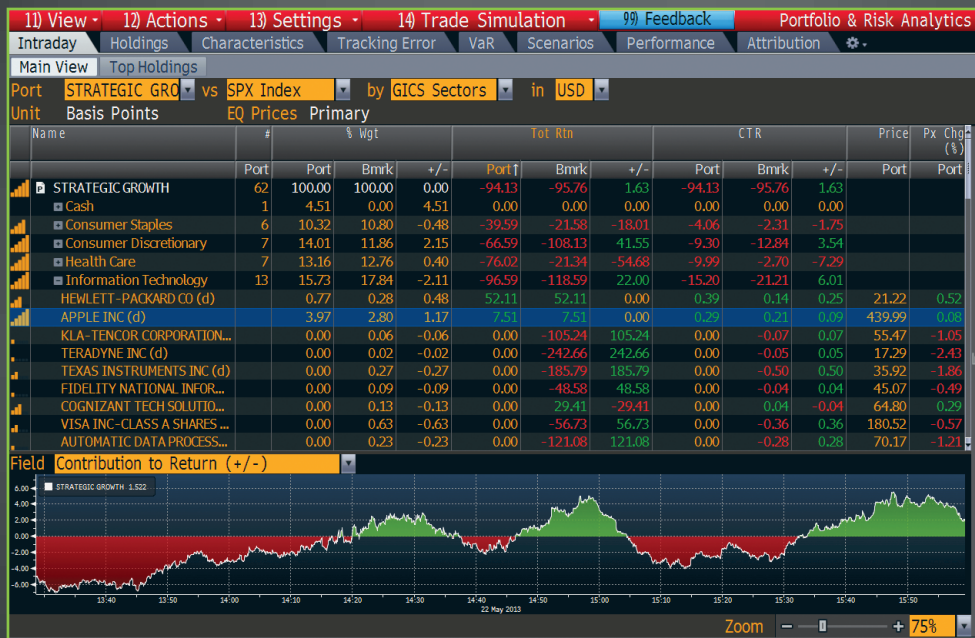 11) View 12) Actions 13) Settings 14) Trade Simulation 99) Feedback Portfolio & Risk Analytics
Intraday Holdings Characteristics Tracking Error VaR Scenarios Performance Attribution
Main View Top Holdings
Port STRATEGIC GRO vs SPX Index by GICS Sectors in USD
Unit Basis Points EQ Prices Primary
Name # % Wgt Tot Rtn CTR Price Px Chg
(%)
Port Port Bmrk +/- Port↑ Bmrk +/- Port Bmrk +/- Port Port
P STRATEGIC GROWTH 62 100.00 100.00 0.00 -94.13 -95.76 1.63 -94.13 -95.76 1.63
Cash 1 4.51 0.00 4.51 0.00 0.00 0.00 0.00 0.00 0.00
Consumer Staples 6 10.32 10.80 -0.48 -39.59 -21.58 -18.01 -4.06 -2.31 -1.75
Consumer Discretionary 7 14.01 11.86 2.15 -66.59 -108.13 41.55 -9.30 -12.84 3.54
Health Care 7 13.16 12.76 0.40 -76.02 -21.34 -54.68 -9.99 -2.70 -7.29
Information Technology 13 15.73 17.84 -2.11 -96.59 -118.59 22.00 -15.20 -21.21 6.01
HEWLETT-PACKARD CO (d) 0.77 0.28 0.48 52.11 52.11 0.00 0.39 0.14 0.25 21.22 0.52
APPLE INC (d) 3.97 2.80 1.17 7.51 7.51 0.00 0.29 0.21 0.09 439.99 0.08
KLA-TENCOR CORPORATION... 0.00 0.06 -0.06 0.00 -105.24 105.24 0.00 -0.07 0.07 55.47 -1.05
TERADYNE INC (d) 0.00 0.02 -0.02 0.00 -242.66 242.66 0.00 -0.05 0.05 17.29 -2.43
TEXAS INSTRUMENTS INC (d) 0.00 0.27 -0.27 0.00 -185.79 185.79 0.00 -0.50 0.50 35.92 -1.86
FIDELITY NATIONAL INFOR... 0.00 0.09 -0.09 0.00 -48.58 48.58 0.00 -0.04 0.04 45.07 -0.49
COGNIZANT TECH SOLUTIO... 0.00 0.13 -0.13 0.00 29.41 -29.41 0.00 0.04 -0.04 64.80 0.29
VISA INC-CLASS A SHARES ... 0.00 0.63 -0.63 0.00 -56.73 56.73 0.00 -0.36 0.36 180.52 -0.57
AUTOMATIC DATA PROCESS... 0.00 0.23 -0.23 0.00 -121.08 121.08 0.00 -0.28 0.28 70.17 -1.21
Field Contribution to Return (+/-)
STRATEGIC GROWTH 1.522
6.00
4.00
2.00
0.00
-2.00
-4.00
-6.00
13:40 13:50 14:00 14:10 14:20 14:30 14:40 14:50 15:00 15:10 15:20 15:30 15:40 15:50
22 May 2013
Zoom - + 75%